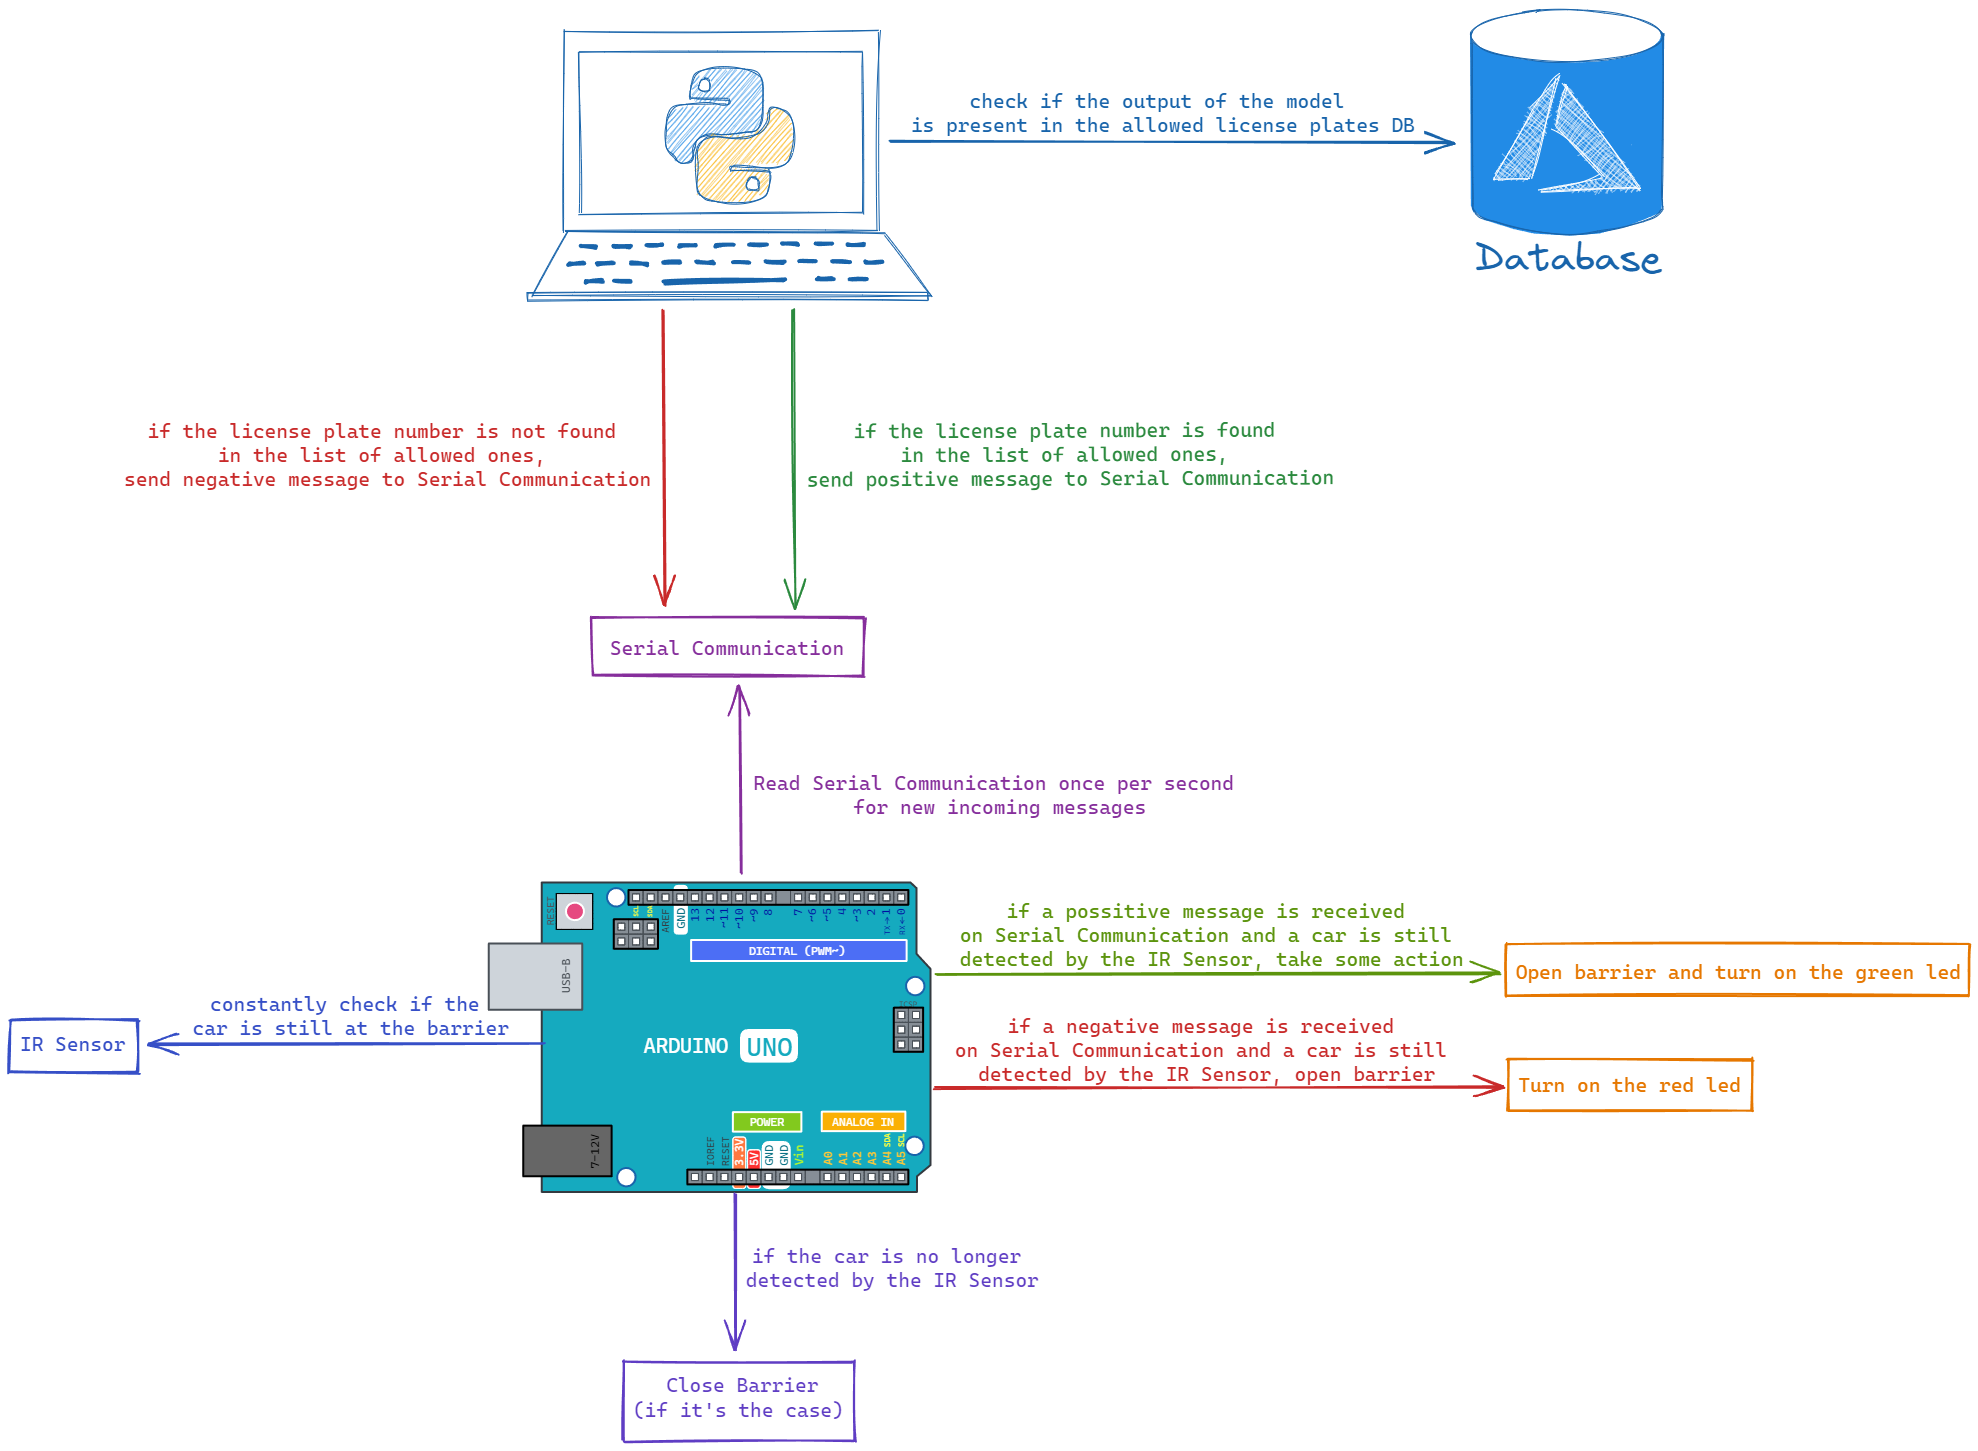 check if the output of the model
is present in the allowed license plates DB
Database
if the license plate number is not found
in the list of allowed ones,
send negative message to Serial Communication
if the license plate number is found
in the list of allowed ones,
send positive message to Serial Communication
Serial Communication
Read Serial Communication once per second
for new incoming messages
RESET
SCL
SDA
AREF
GND
13
12
~11
~10
~9
8
7
~6
~5
4
~3
2
TX→1
RX←0
DIGITAL (PWM~)
USB-B
ICSP
ARDUINO UNO
7-12V
POWER
ANALOG IN
IOREF
RESET
3.3V
5V
GND
GND
Vin
A0
A1
A2
A3
A4 SDA
A5 SCL
if a possitive message is received
on Serial Communication and a car is still
detected by the IR Sensor, take some action
Open barrier and turn on the green led
constantly check if the
car is still at the barrier
IR Sensor
if a negative message is received
on Serial Communication and a car is still
detected by the IR Sensor, open barrier
Turn on the red led
if the car is no longer
detected by the IR Sensor
Close Barrier
(if it's the case)